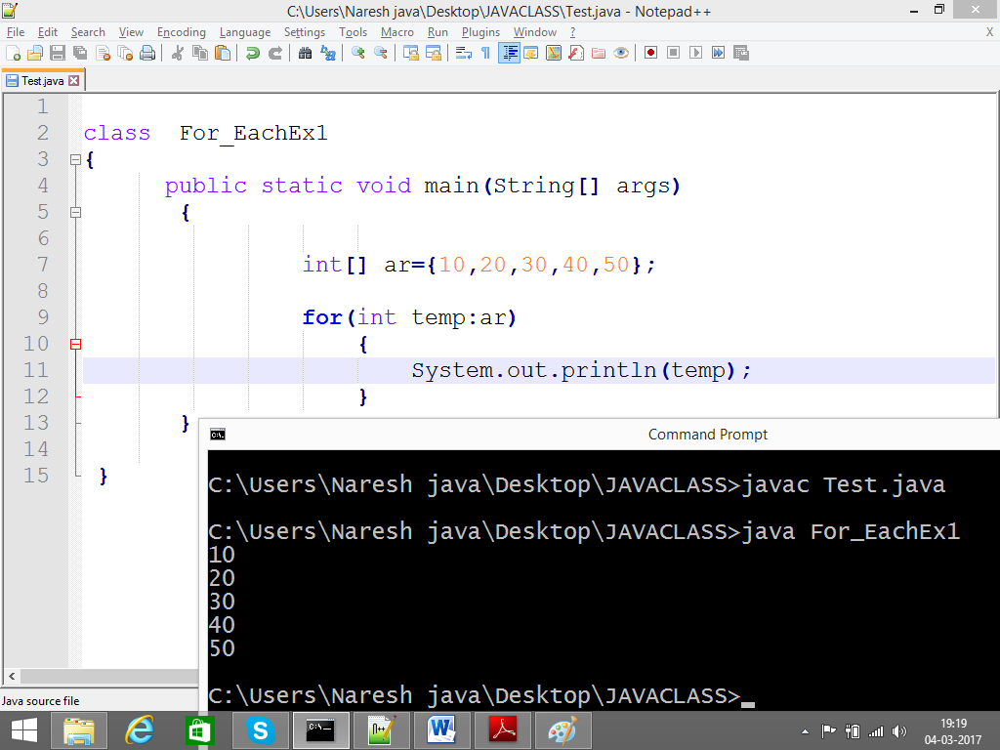 C:\Users\Naresh java\Desktop\JAVACLASS\Test.java - Notepad++
File Edit Search View Encoding Language Settings Tools Macro Run Plugins Window ? X
Test.java
1
2 class For_EachEx1
3 {
4 public static void main(String[] args)
5 {
6
7 int[] ar={10,20,30,40,50};
8
9 for(int temp:ar)
10 {
11 System.out.println(temp);
12 }
13 }
14
15 }
Command Prompt
C:\Users\Naresh java\Desktop\JAVACLASS>javac Test.java
C:\Users\Naresh java\Desktop\JAVACLASS>java For_EachEx1
10
20
30
40
50
C:\Users\Naresh java\Desktop\JAVACLASS>_
Java source file
19:19
04-03-2017